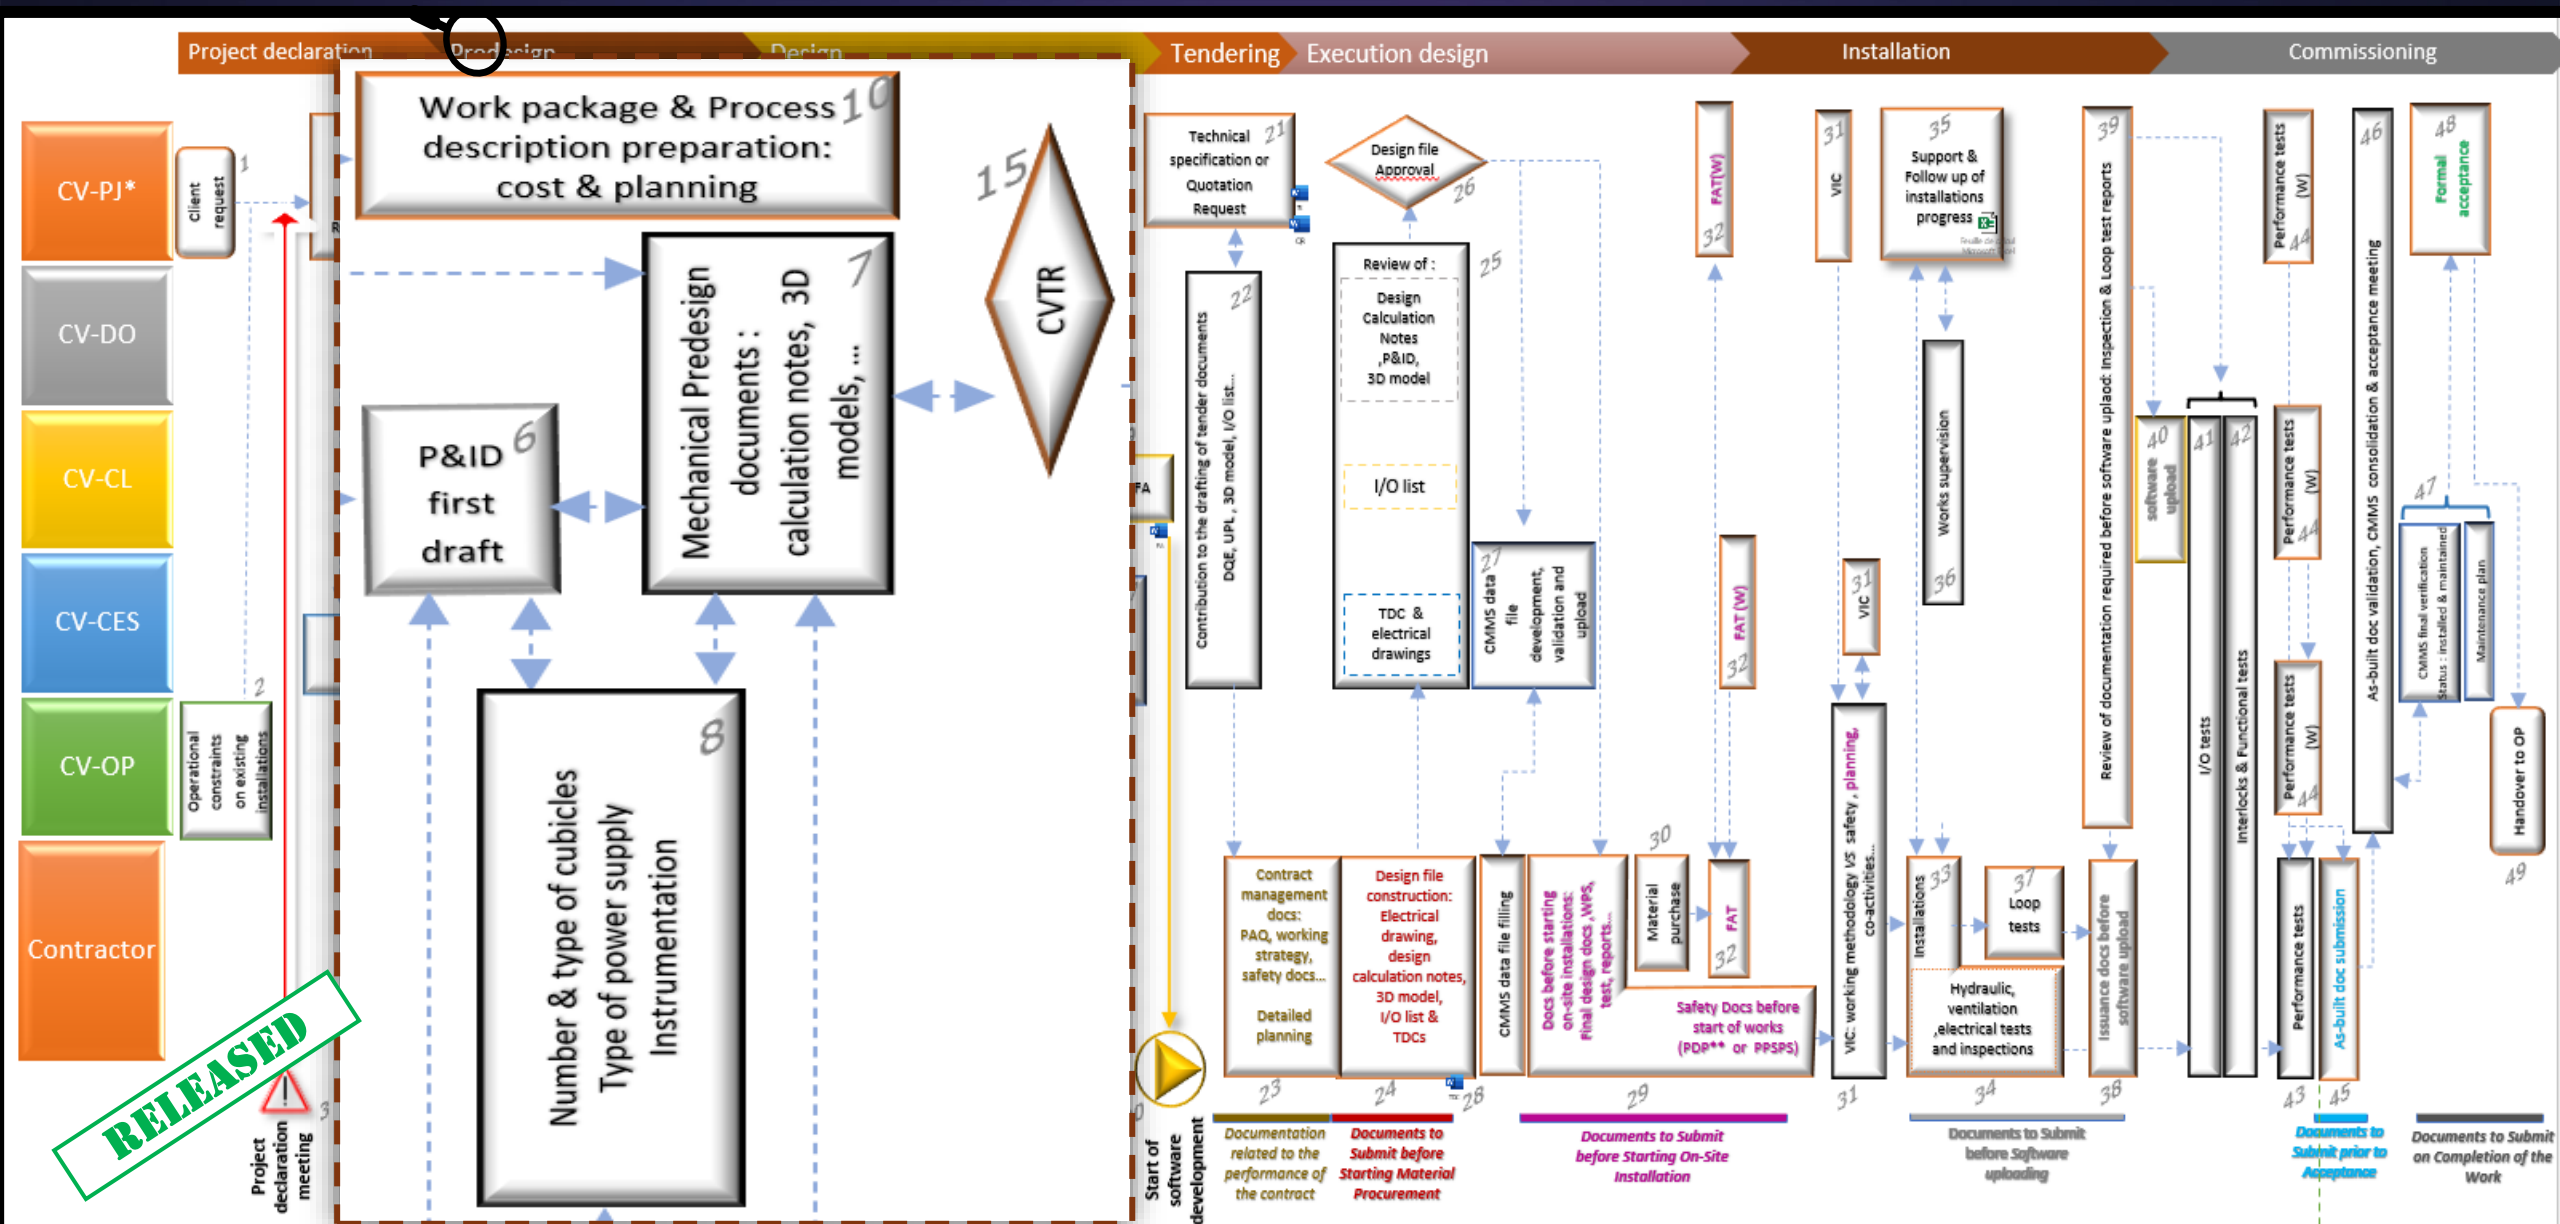 Project declaration
Predesign
Design
Tendering
Execution design
Installation
Commissioning
CV-PJ*
CV-DO
CV-CL
CV-CES
CV-OP
Contractor
Client
request
1
2
Operational
constraints
on existing
installations
RELEASED
Project
declaration
meeting
3
Work package & Process
description preparation:
cost & planning
10
Mechanical Predesign
documents :
calculation notes, 3D
models, ...
7
P&ID
first
draft
6
Number & type of cubicles
Type of power supply
Instrumentation
8
15
CVTR
FA
Start of
software
development
Technical
specification or
Quotation
Request
21
Contribution to the drafting of tender documents
DQE, UPL, 3D model, I/O list...
22
Contract
management
docs:
PAQ, working
strategy,
safety docs...
Detailed
planning
23
Documentation
related to the
performance of
the contract
Design file
Approval
26
Review of :
Design
Calculation
Notes
,P&ID,
3D model
I/O list
TDC &
electrical
drawings
25
27
CMMS data
file
development,
validation and
upload
Design file
construction:
Electrical
drawing,
design
calculation notes,
3D model,
I/O list &
TDCs
24
Documents to
Submit before
Starting Material
Procurement
CMMS data file filling
28
Docs before starting
on-site installations:
Final design docs ,WPS,
test, reports...
Safety Docs before
start of works
(PDP** or PPSPS)
29
Documents to Submit
before Starting On-Site
Installation
30
Material
purchase
FAT(W)
32
FAT (W)
32
FAT
32
31
VIC
31
VIC
VIC: working methodology VS safety , planning,
co-activities...
31
35
Support &
Follow up of
installations
progress
Works supervision
36
Installations
33
Hydraulic,
ventilation
,electrical tests
and inspections
34
37
Loop
tests
Documents to Submit
before Software
uploading
39
Review of documentation required before software uplaod: Inspection & Loop test reports
Issuance docs before
software upload
38
40
software
upload
41
I/O tests
42
Interlocks & Functional tests
Performance tests
(W)
44
Performance tests
(W)
44
Performance tests
(W)
44
Performance tests
43
As-built doc submission
45
Documents to
Submit prior to
Acceptance
46
As-built doc validation, CMMS consolidation & acceptance meeting
48
Formal
acceptance
47
CMMS final verification
Status : installed & maintained
Maintenance plan
Handover to OP
49
Documents to Submit
on Completion of the
Work